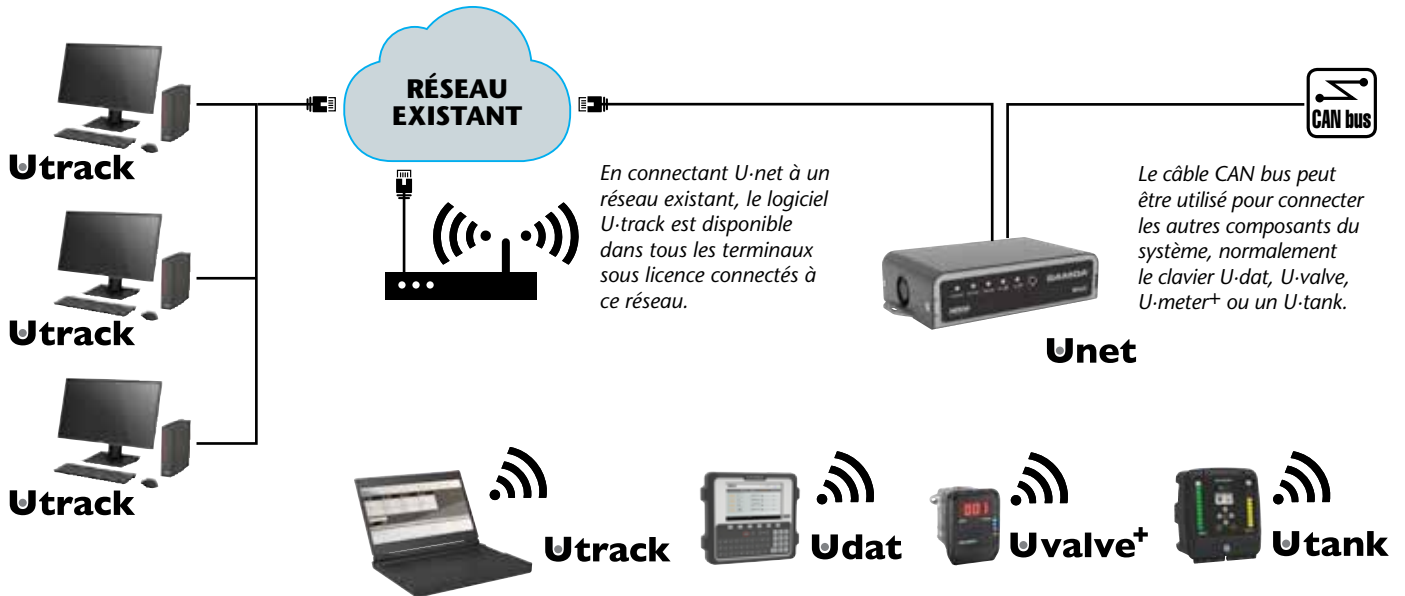 RÉSEAU
EXISTANT
CAN bus
Utrack
En connectant U·net à un
réseau existant, le logiciel
U·track est disponible
dans tous les terminaux
sous licence connectés à
ce réseau.
Le câble CAN bus peut
être utilisé pour connecter
les autres composants du
système, normalement
le clavier U·dat, U·valve,
U·meter+ ou un U·tank.
SAMOA
Utrack
Unet
Utrack
001
Utrack
Udat
Uvalve+
Utank